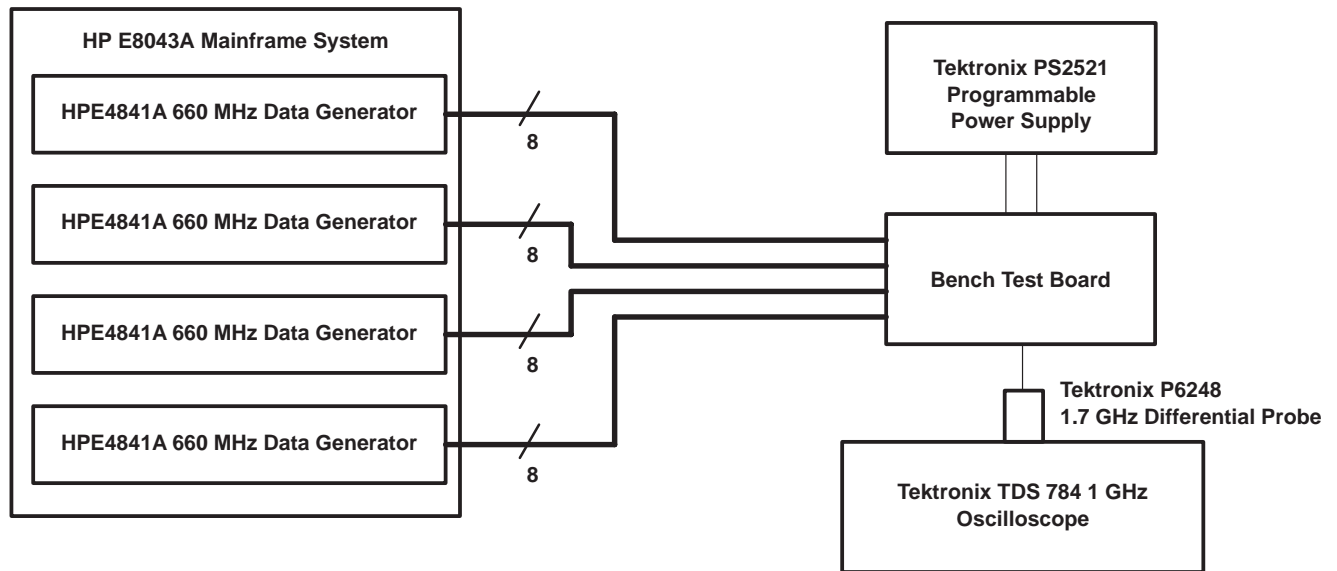 HP E8043A Mainframe System
HPE4841A 660 MHz Data Generator
8
HPE4841A 660 MHz Data Generator
8
HPE4841A 660 MHz Data Generator
8
HPE4841A 660 MHz Data Generator
8
Tektronix PS2521
Programmable
Power Supply
Bench Test Board
Tektronix P6248
1.7 GHz Differential Probe
Tektronix TDS 784 1 GHz
Oscilloscope